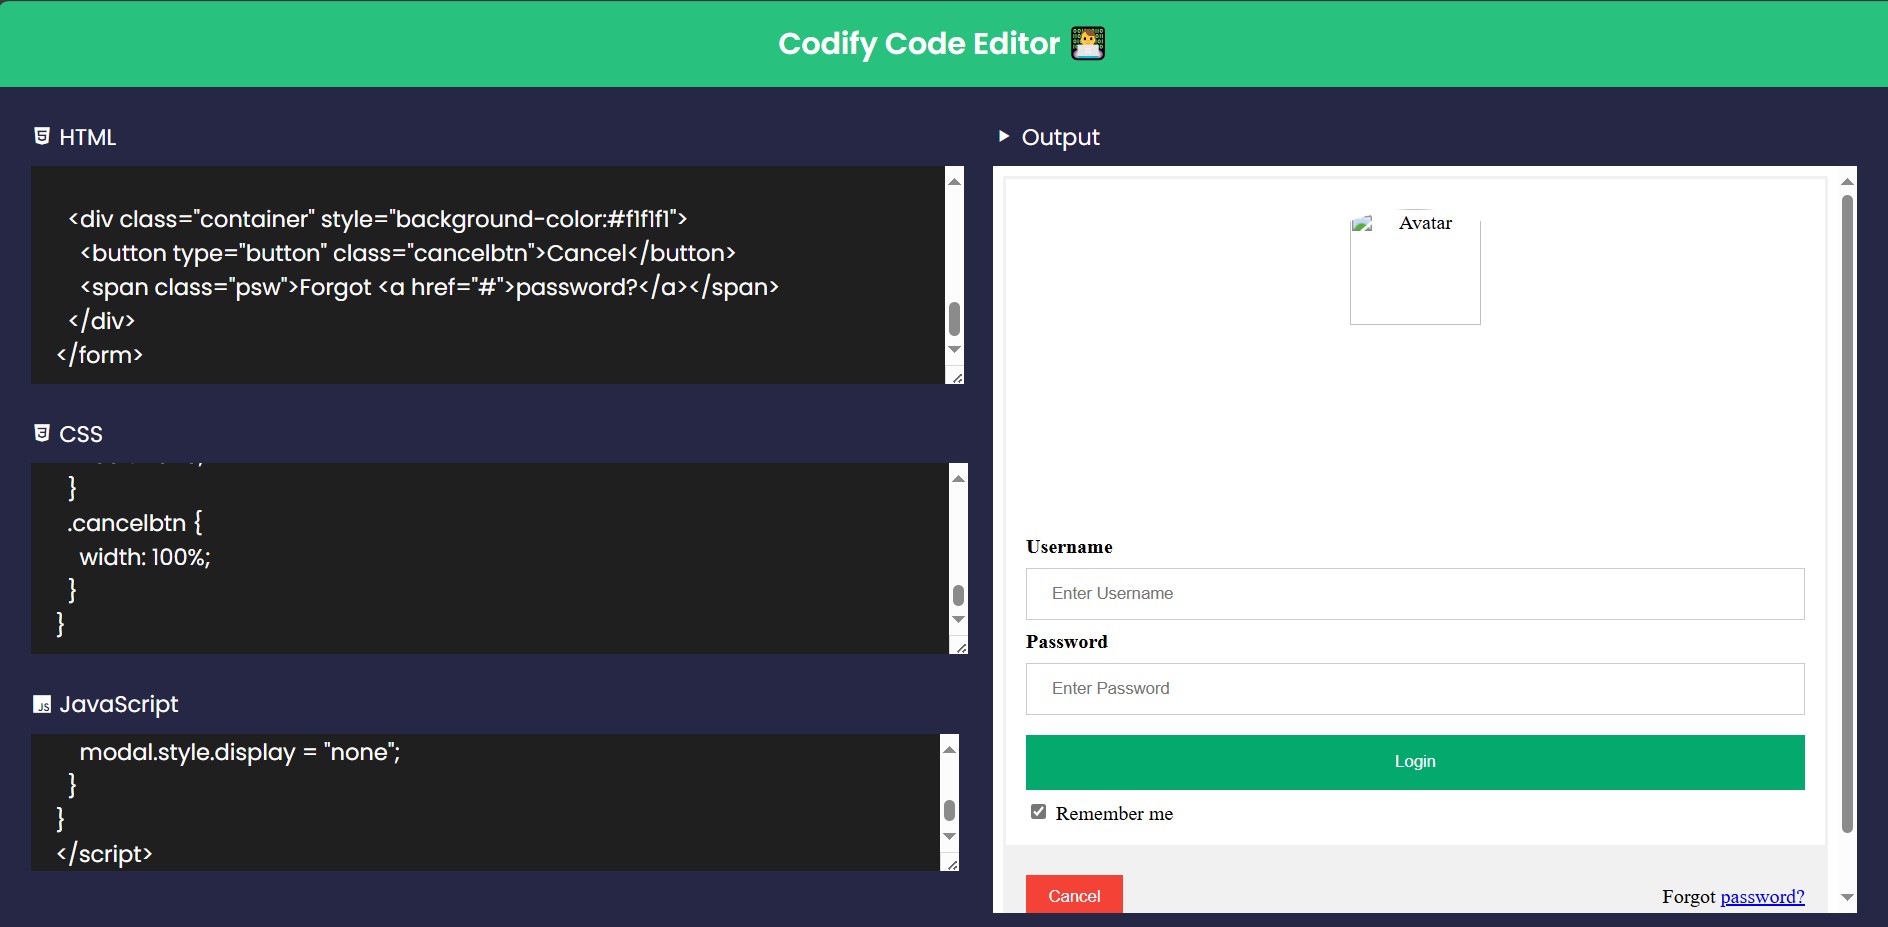 Codify Code Editor
HTML
<div class="container" style="background-color:#f1f1f1">
<button type="button" class="cancelbtn">Cancel</button>
<span class="psw">Forgot <a href="#">password?</a></span>
</div>
</form>
CSS
}
.cancelbtn {
width: 100%;
}
}
JS JavaScript
modal.style.display = "none";
}
}
</script>
Output
Avatar
Username
Enter Username
Password
Enter Password
Login
Remember me
Cancel
Forgot password?